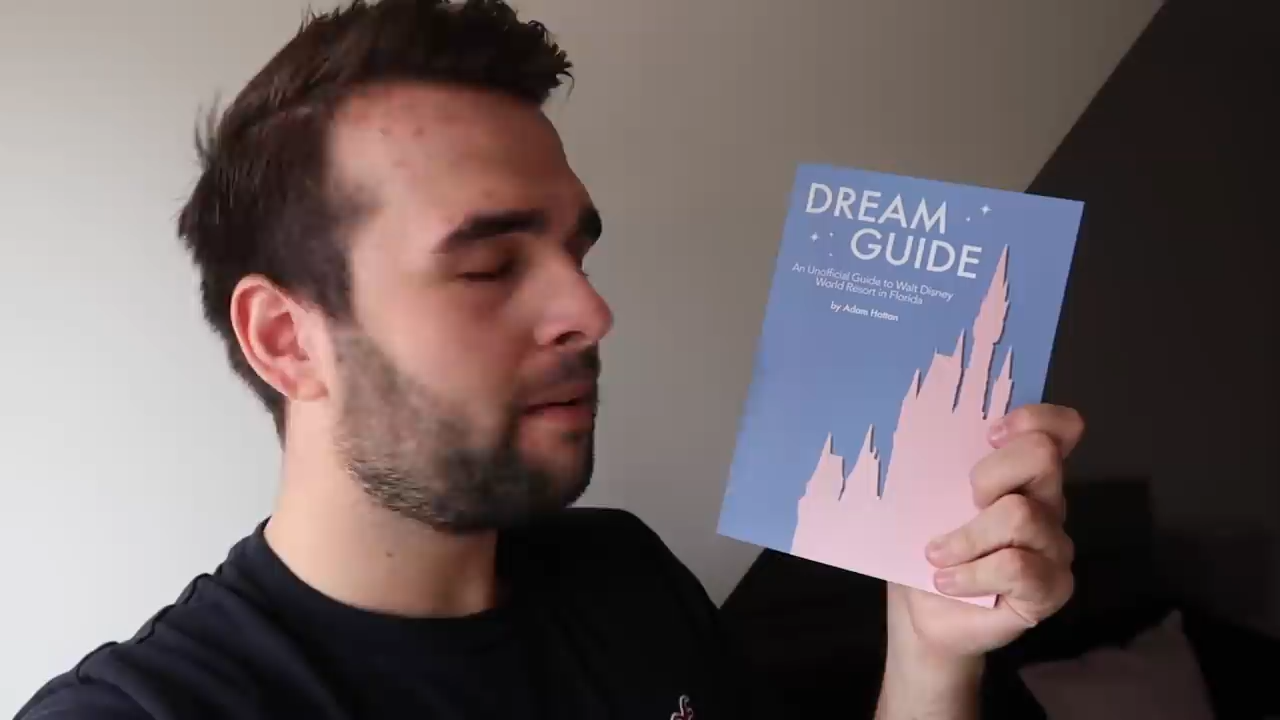 DREAM
GUIDE
An Unofficial Guide to Walt Disney
World Resort in Florida
by Adam Hattan